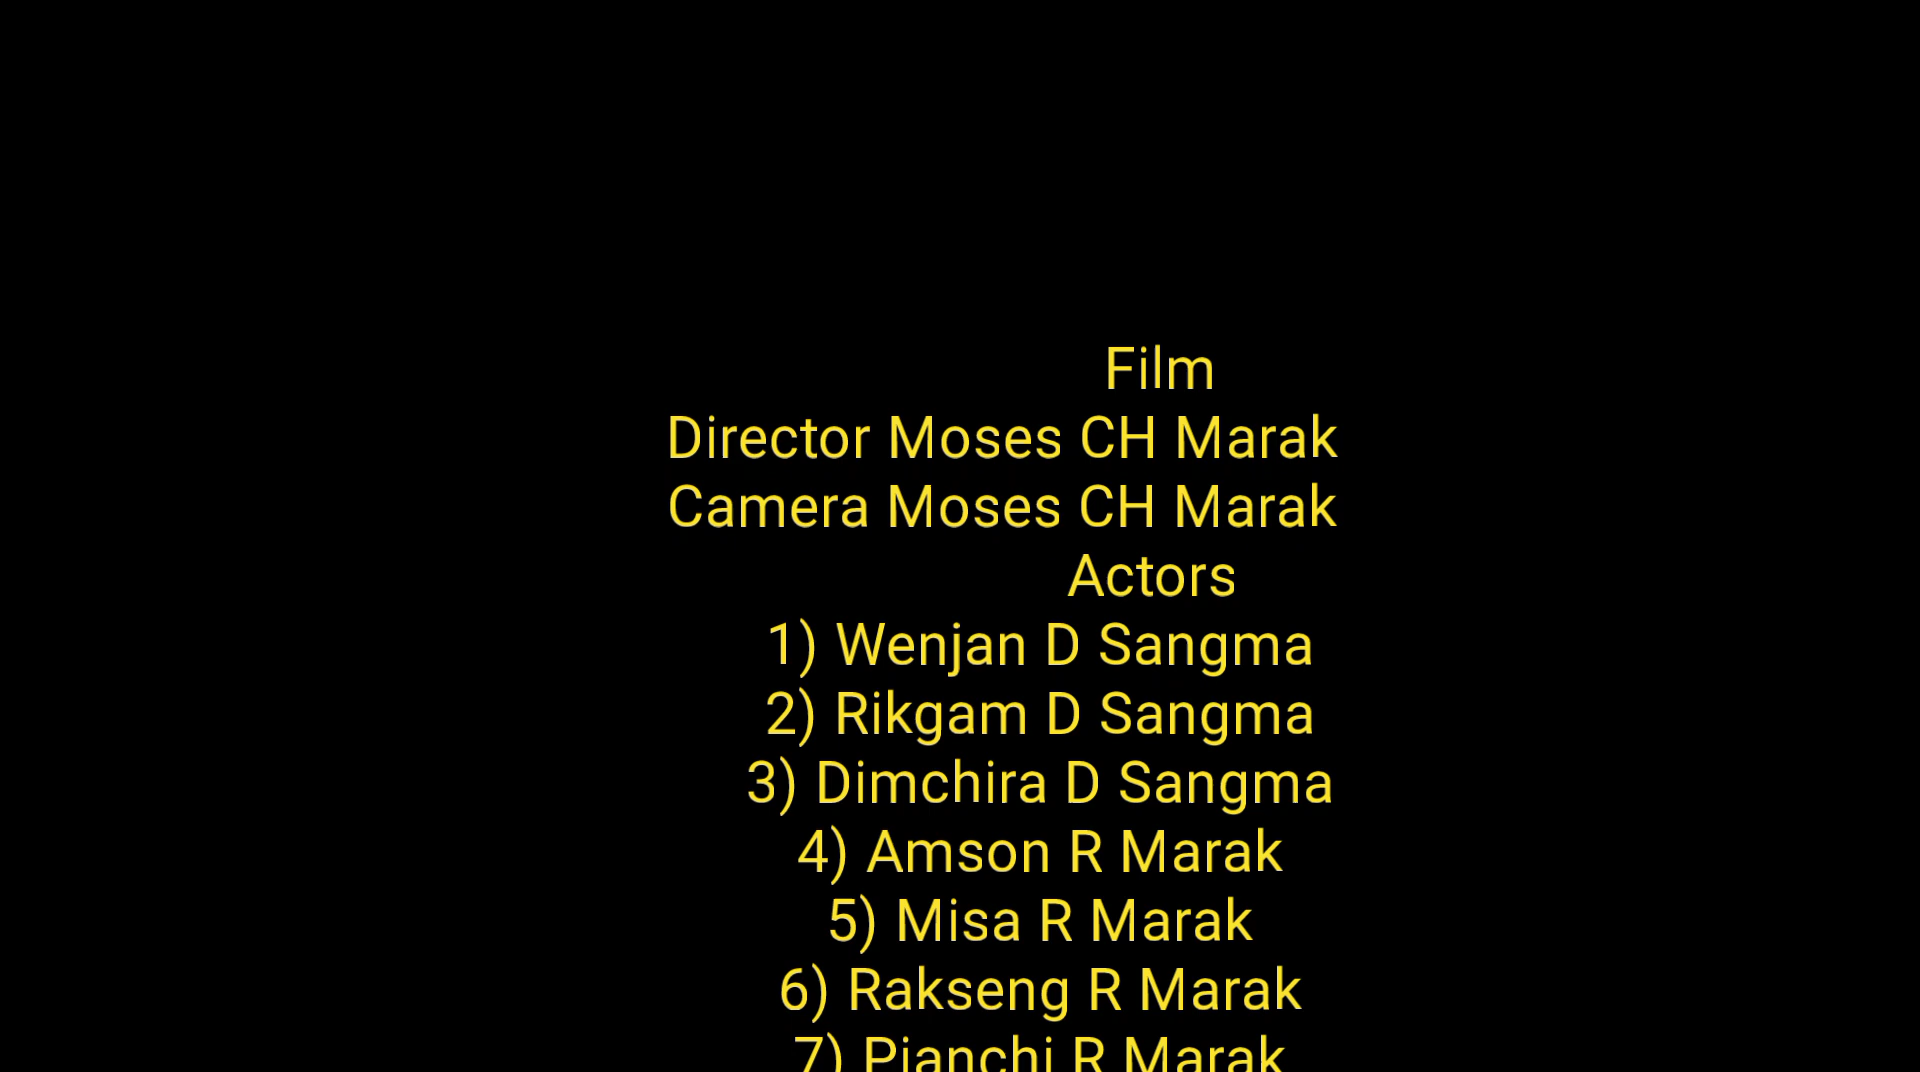 Film
Director Moses CH Marak
Camera Moses CH Marak
Actors
1) Wenjan D Sangma
2) Rikgam D Sangma
3) Dimchira D Sangma
4) Amson R Marak
5) Misa R Marak
6) Rakseng R Marak
7) Pianchi R Marak